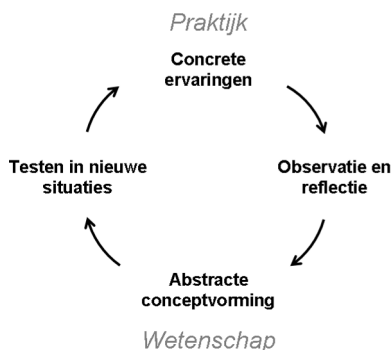 Praktijk
Concrete
ervaringen
Testen in nieuwe
situaties
Observatie en
reflectie
Abstracte
conceptvorming
Wetenschap